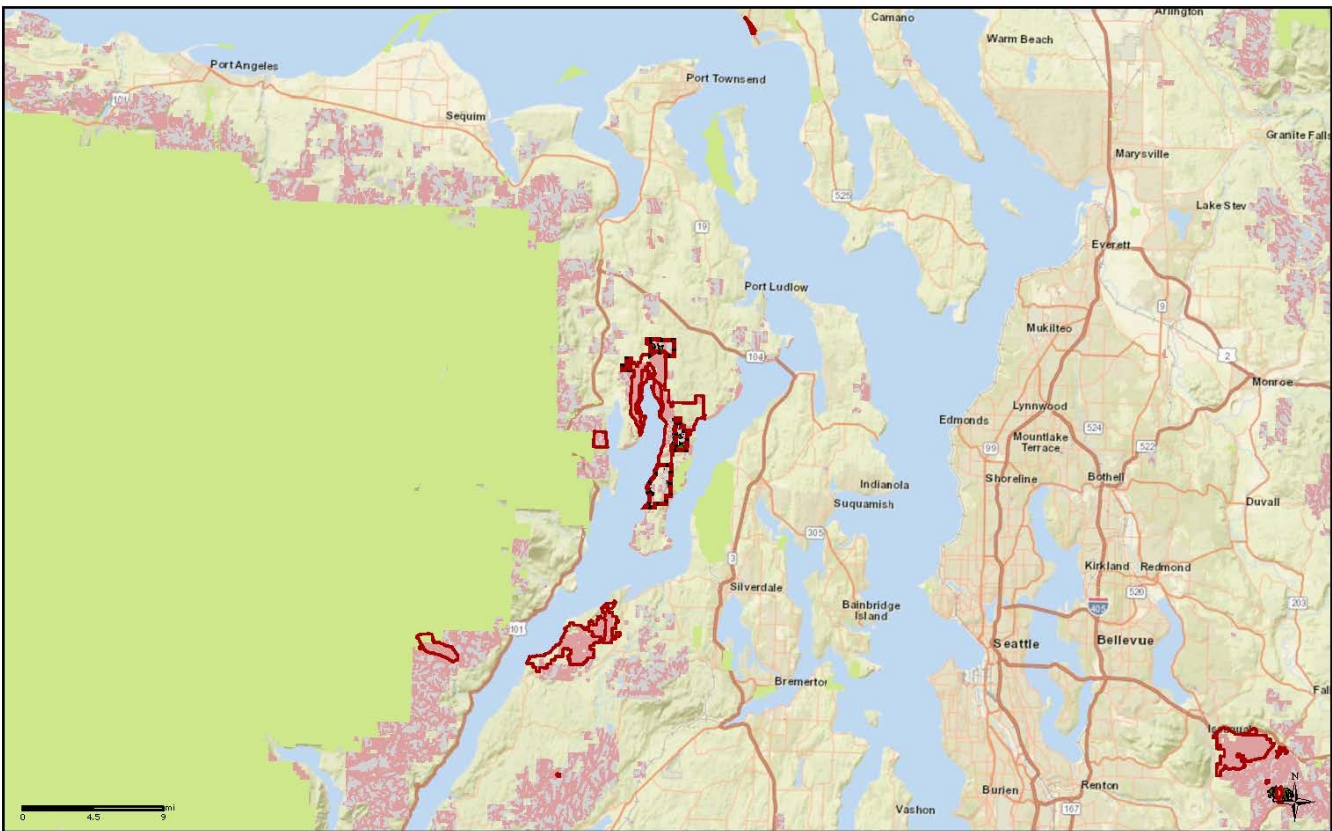 Camano
Arlington
Warm Beach
Port Angeles
Port Townsend
101
Sequim
Granite Falls
Marysville
525
Lake Stev
19
Everett
Port Ludlow
9
Mukilteo
104
2
Monroe
Lynnwood
Edmonds
524
99
Mountlake
Terrace
522
Shoreline
Bothell
Indianola
Duvall
Suquamish
305
3
Kirkland
Redmond
Silverdale
520
Bainbridge
Island
405
203
101
Seattle
Bellevue
Bremerton
Fal
Issaquah
N
Burien
Renton
Vashon
167
mi
0
4.5
9